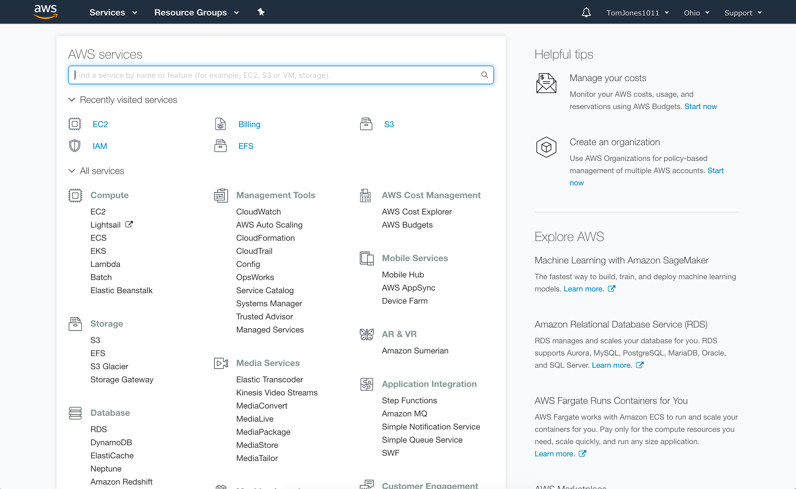 aws
Services
Resource Groups
TomJones1011
Ohio
Support
AWS services
Find a service by name or feature (for example, EC2, S3 or VM, storage).
Recently visited services
EC2
Billing
S3
IAM
EFS
All services
Compute
EC2
Lightsail
ECS
EKS
Lambda
Batch
Elastic Beanstalk
Storage
S3
EFS
S3 Glacier
Storage Gateway
Database
RDS
DynamoDB
ElastiCache
Neptune
Amazon Redshift
Management Tools
CloudWatch
AWS Auto Scaling
CloudFormation
CloudTrail
Config
OpsWorks
Service Catalog
Systems Manager
Trusted Advisor
Managed Services
Media Services
Elastic Transcoder
Kinesis Video Streams
MediaConvert
MediaLive
MediaPackage
MediaStore
MediaTailor
AWS Cost Management
AWS Cost Explorer
AWS Budgets
Mobile Services
Mobile Hub
AWS AppSync
Device Farm
AR & VR
Amazon Sumerian
Application Integration
Step Functions
Amazon MQ
Simple Notification Service
Simple Queue Service
SWF
Customer Engagement
Helpful tips
Manage your costs
Monitor your AWS costs, usage, and
reservations using AWS Budgets. Start now
Create an organization
Use AWS Organizations for policy-based
management of multiple AWS accounts. Start
now
Explore AWS
Machine Learning with Amazon SageMaker
The fastest way to build, train, and deploy machine learning
models. Learn more.
Amazon Relational Database Service (RDS)
RDS manages and scales your database for you. RDS
supports Aurora, MySQL, PostgreSQL, MariaDB, Oracle,
and SQL Server. Learn more.
AWS Fargate Runs Containers for You
AWS Fargate works with Amazon ECS to run and scale your
containers for you. Pay only for the compute resources you
need, scale quickly, and run any size application.
Learn more.
AWS Marketplace